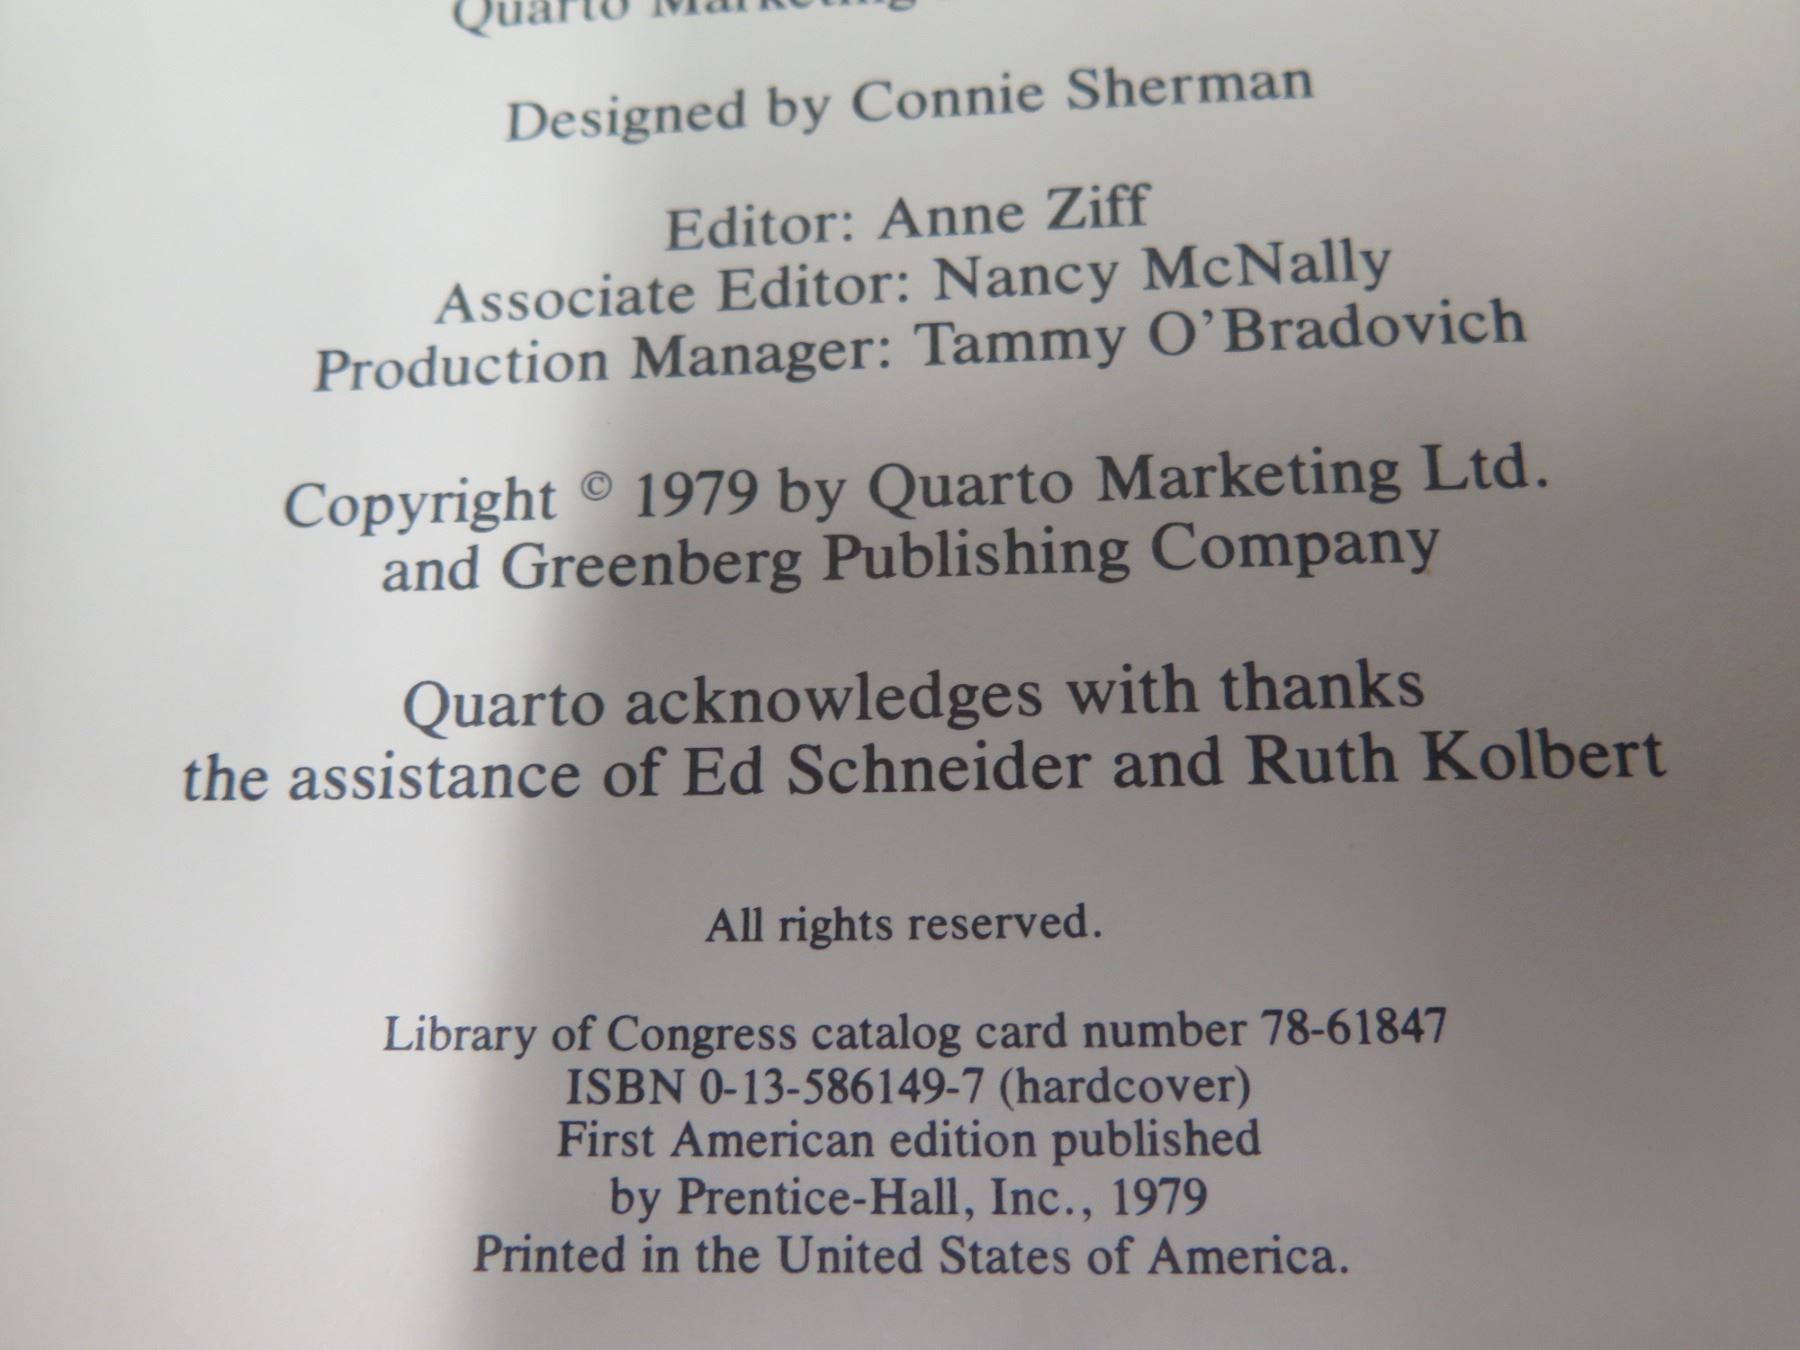 Quarto Marketing
Designed by Connie Sherman
Editor: Anne Ziff
Associate Editor: Nancy McNally
Production Manager: Tammy O'Bradovich
Copyright © 1979 by Quarto Marketing Ltd.
and Greenberg Publishing Company
Quarto acknowledges with thanks
the assistance of Ed Schneider and Ruth Kolbert
All rights reserved.
Library of Congress catalog card number 78-61847
ISBN 0-13-586149-7 (hardcover)
First American edition published
by Prentice-Hall, Inc., 1979
Printed in the United States of America.